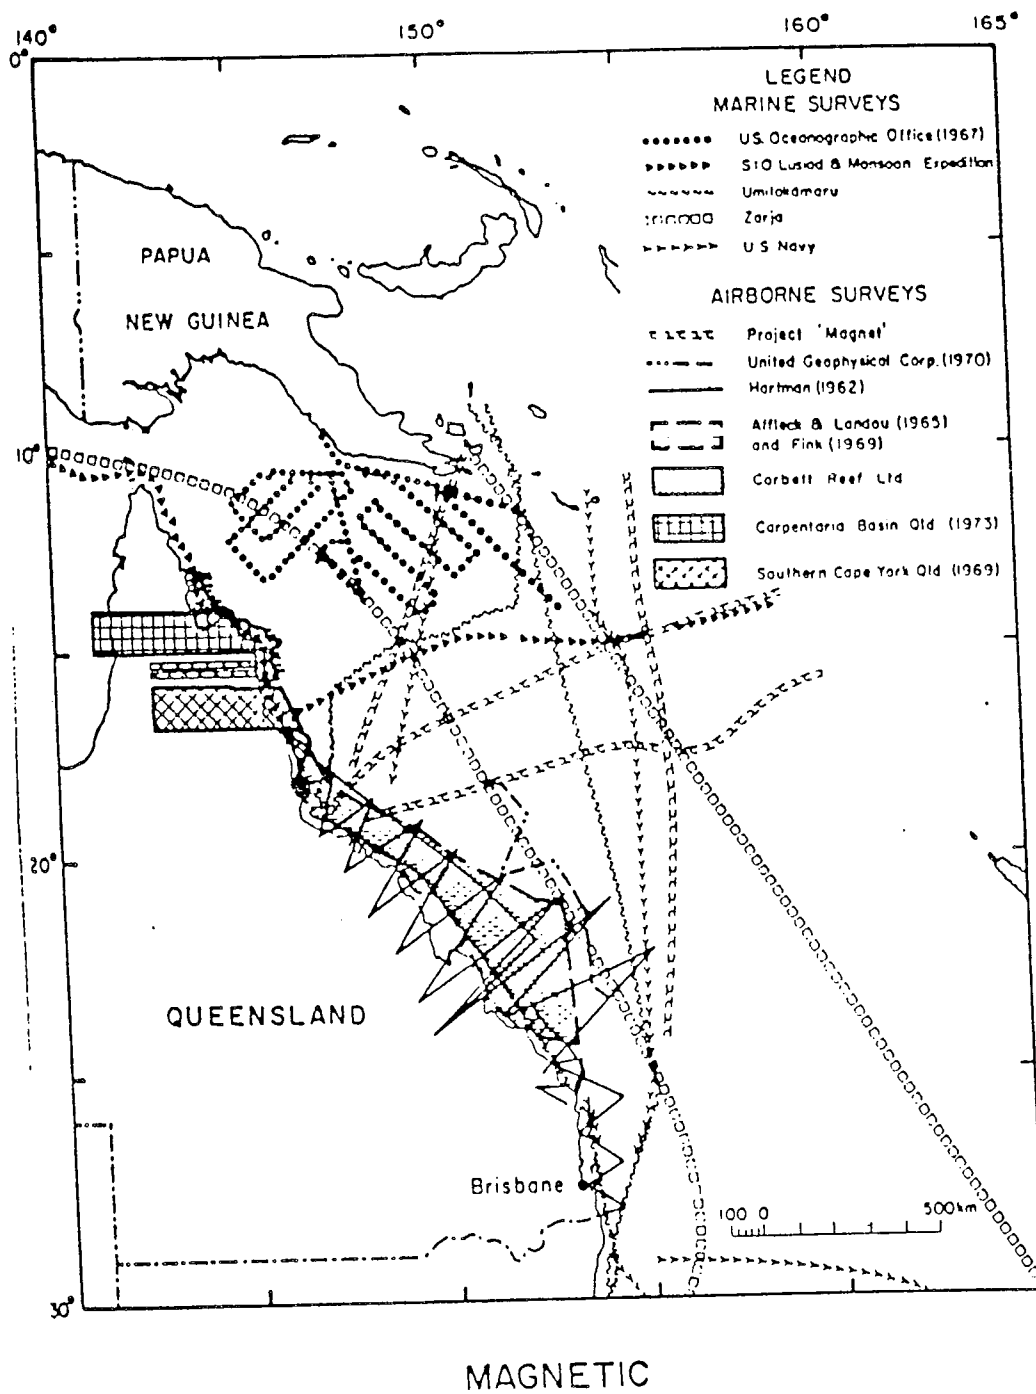 140° 150° 160° 165°
0°
LEGEND
MARINE SURVEYS
U.S. Oceanographic Office (1967)
SIO Lusiad & Monsoon Expedition
Umitokamaru
Zarja
U S Navy
AIRBORNE SURVEYS
Project 'Magnet'
United Geophysical Corp. (1970)
Hartman (1962)
Affleck & Landau (1965)
and Fink (1969)
Corbett Reef Ltd
Carpentaria Basin Qld (1973)
Southern Cape York Qld (1969)
PAPUA
NEW GUINEA
10°
20°
QUEENSLAND
Brisbane
100 0 500km
30°
MAGNETIC